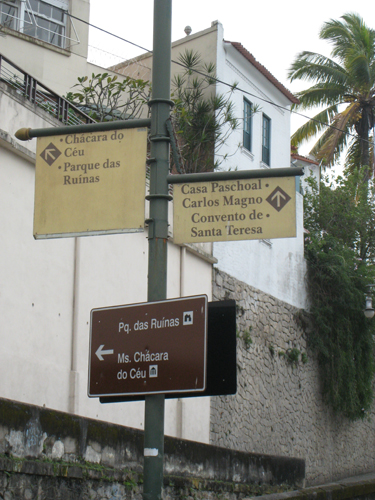 • Chácara do
Céu
• Parque das
Ruínas
Casa Paschoal •
Carlos Magno
Convento de •
Santa Teresa
Pq. das Ruínas
Ms. Chácara
do Céu